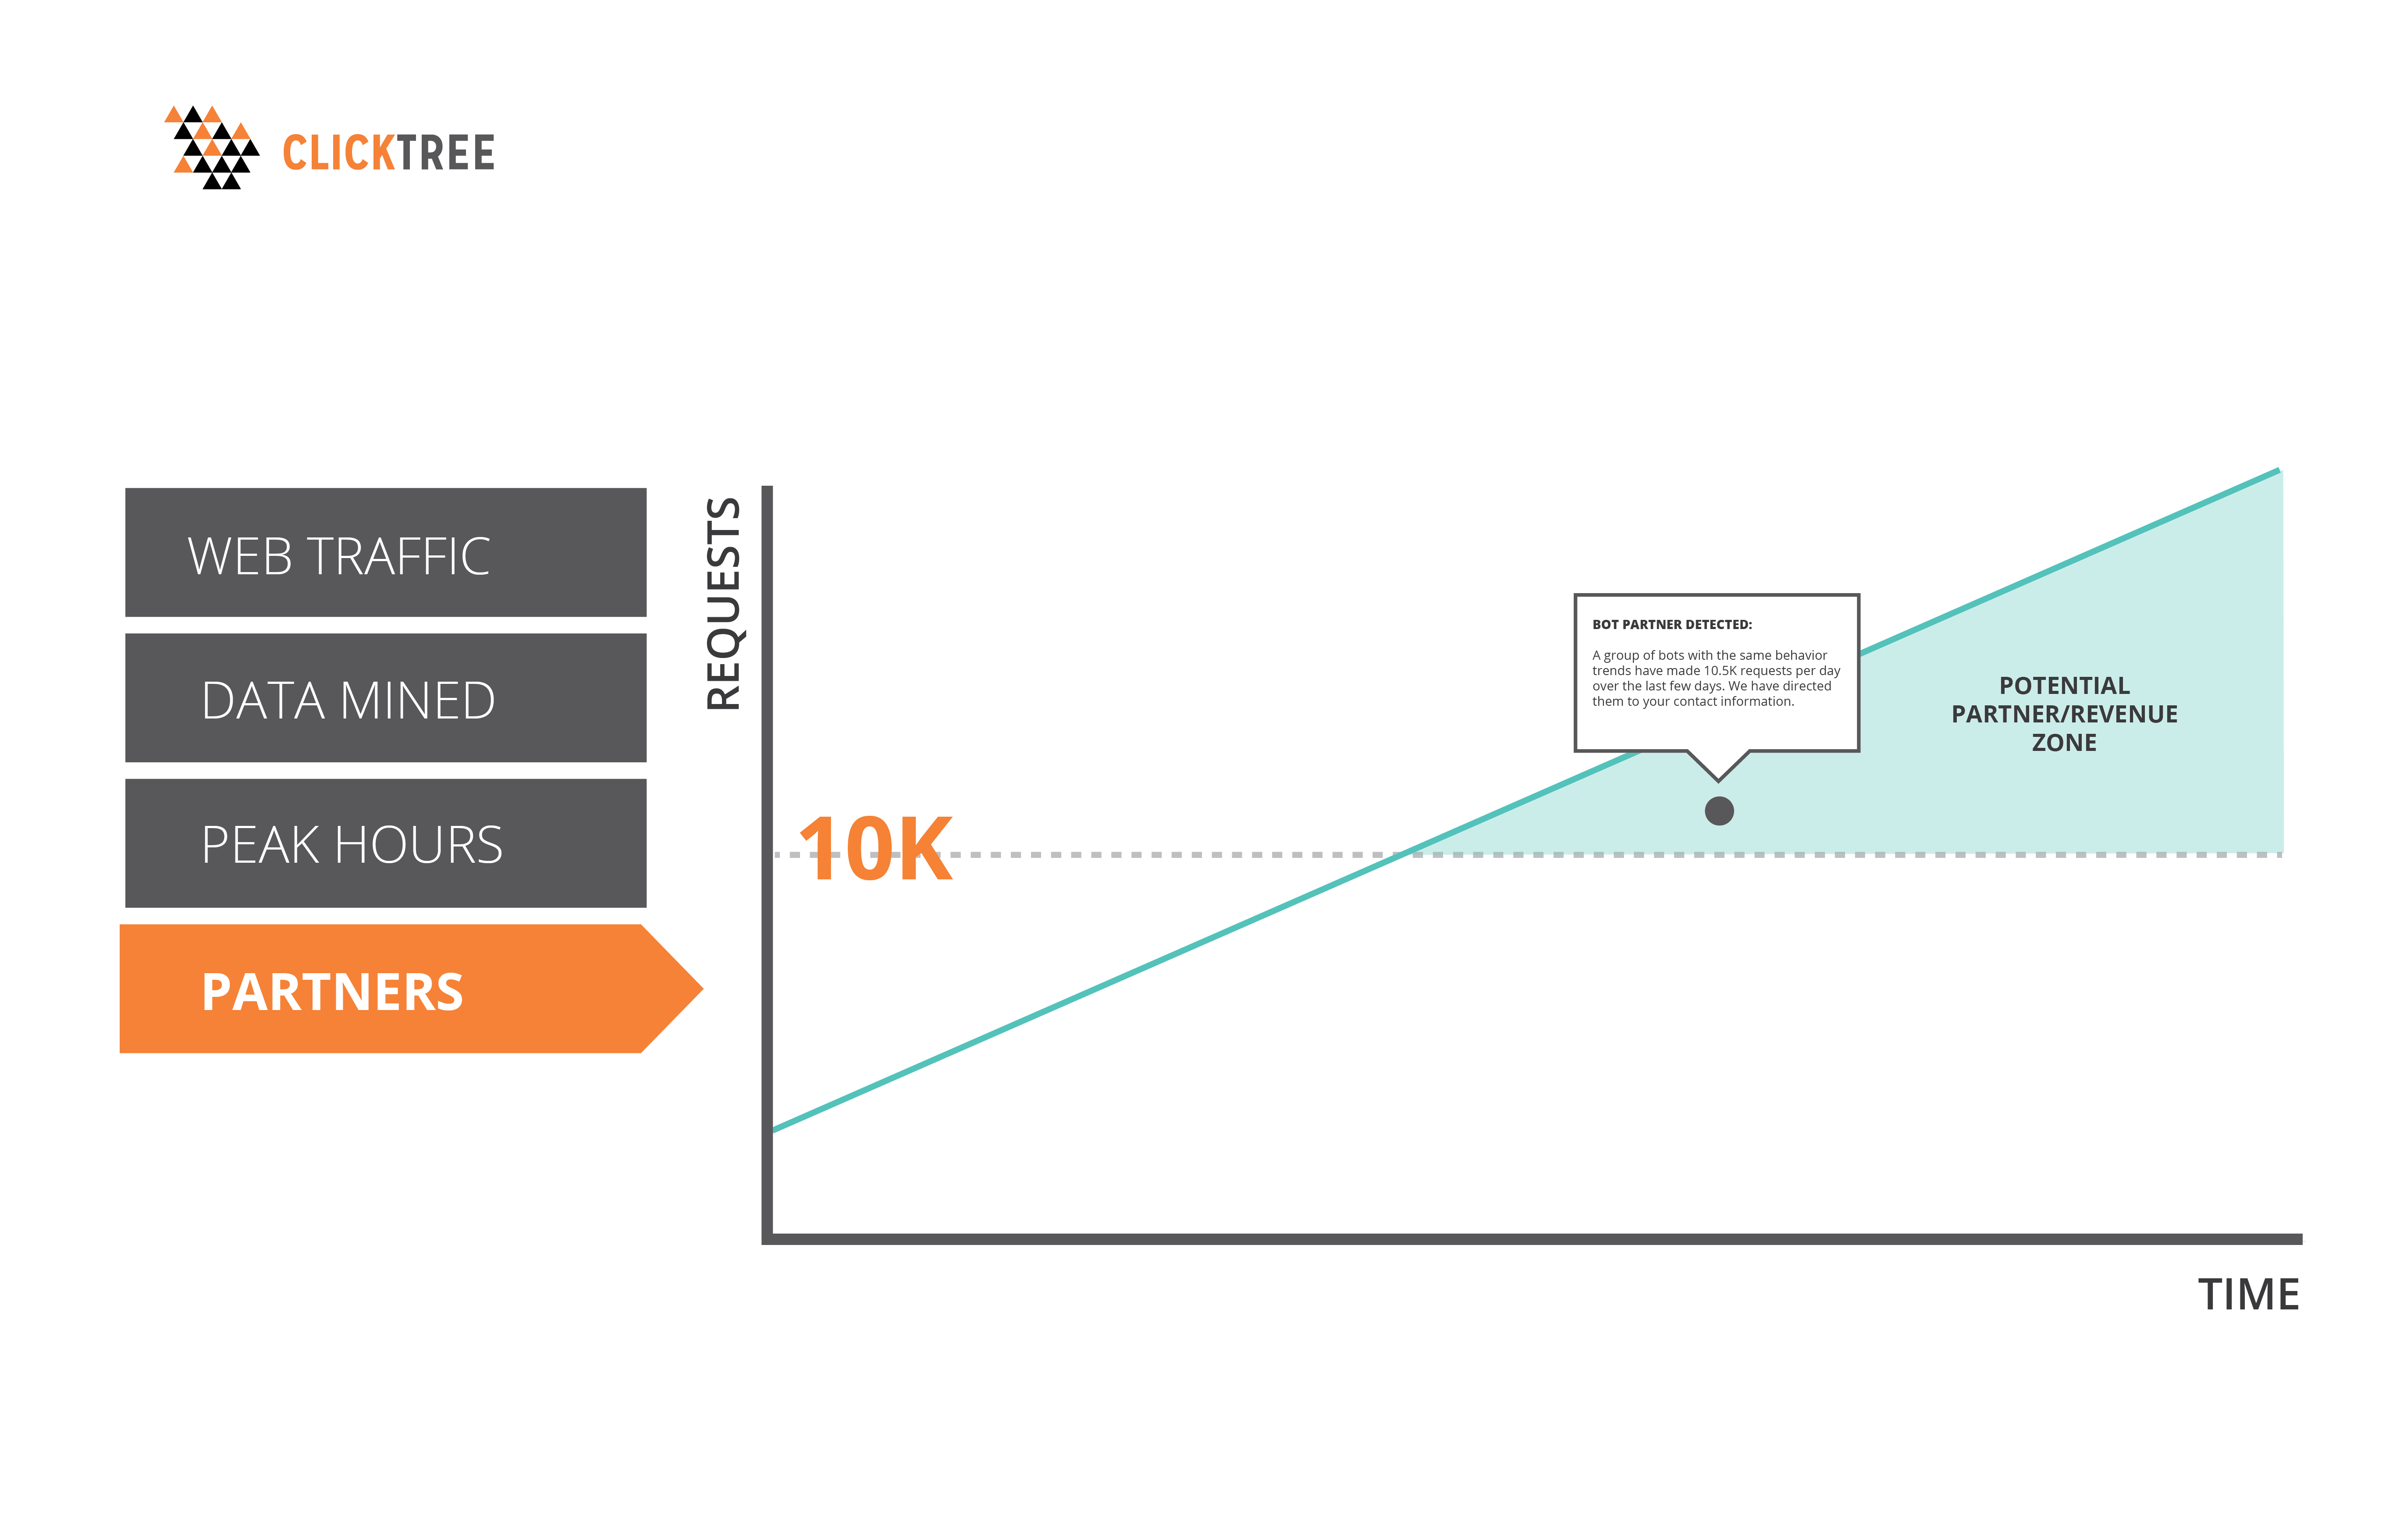 CLICKTREE
WEB TRAFFIC
DATA MINED
PEAK HOURS
PARTNERS
REQUESTS
10K
BOT PARTNER DETECTED:
A group of bots with the same behavior
trends have made 10.5K requests per day
over the last few days. We have directed
them to your contact information.
POTENTIAL
PARTNER/REVENUE
ZONE
TIME